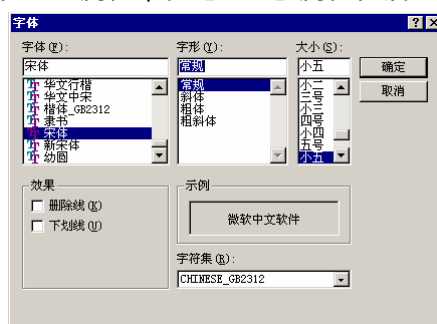 字体
字体(F):
字形(Y):
大小(S):
宋体
常规
小五
确定
取消
华文行楷
华文中宋
楷体_GB2312
隶书
宋体
新宋体
幼圆
常规
斜体
粗体
粗斜体
小二
三号
小三
四号
小四
五号
小五
效果
删除线(K)
下划线(U)
示例
微软中文软件
字符集(R):
CHINESE_GB2312